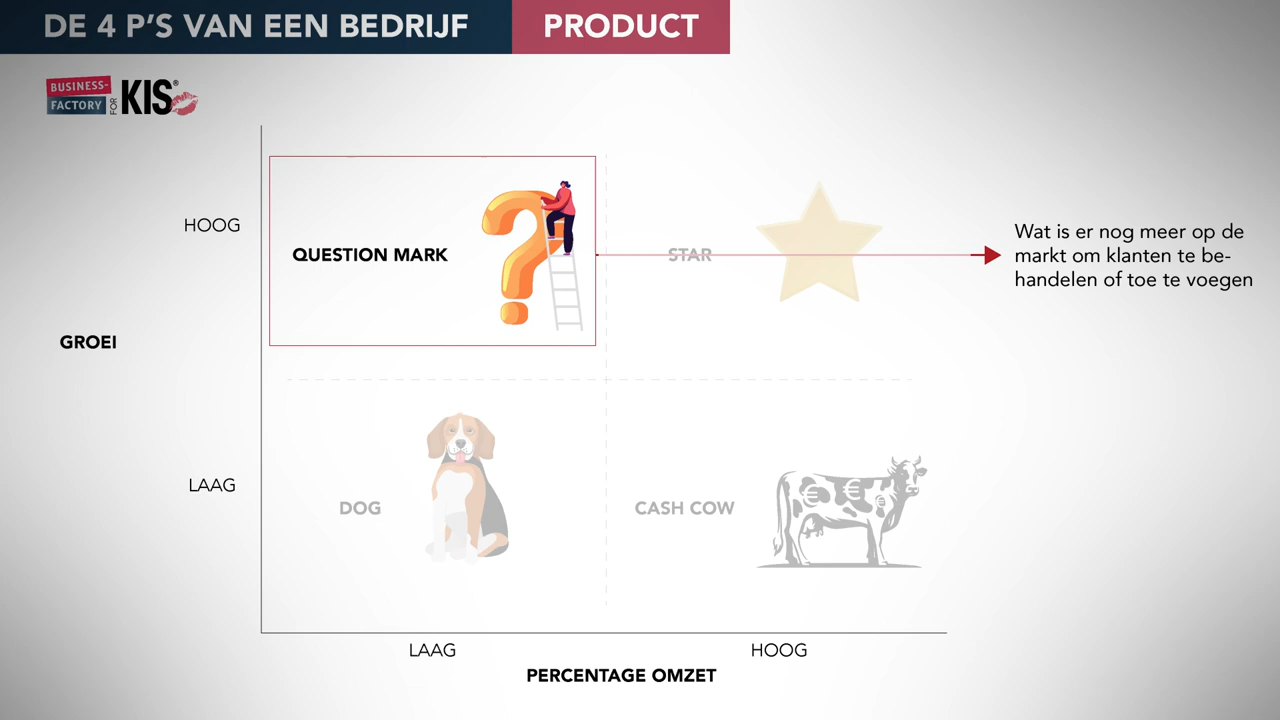 DE 4 P'S VAN EEN BEDRIJF
PRODUCT
BUSINESS-
FACTORY
FOR
KIS®
HOOG
QUESTION MARK
STAR
Wat is er nog meer op de
markt om klanten te be-
handelen of toe te voegen
GROEI
LAAG
DOG
CASH COW
LAAG
HOOG
PERCENTAGE OMZET